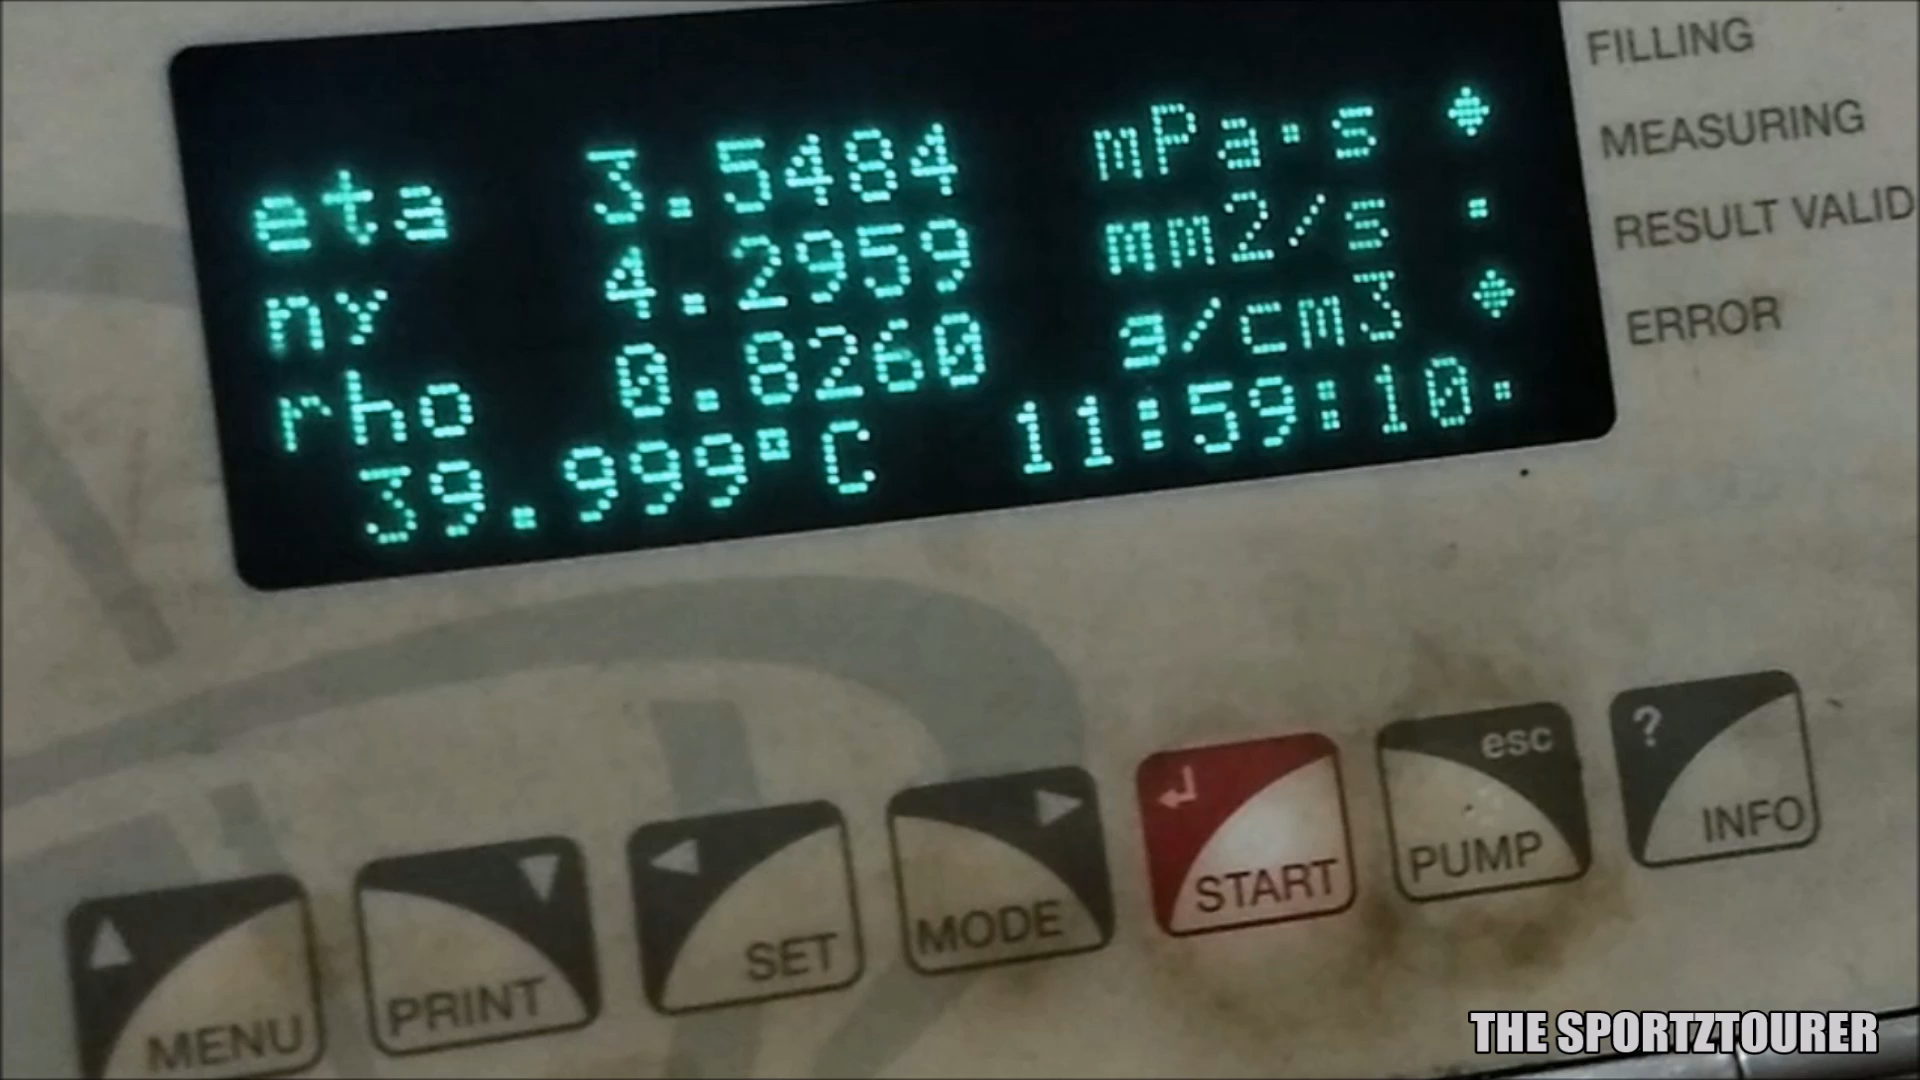 FILLING
eta 3.5484 mPa·s
MEASURING
ny 4.2959 mm2/s
RESULT VALID
rho 0.8260 g/cm3
ERROR
39.999°C 11:59:10
MENU
PRINT
SET
MODE
START
esc
PUMP
?
INFO
THE SPORTZTOURER